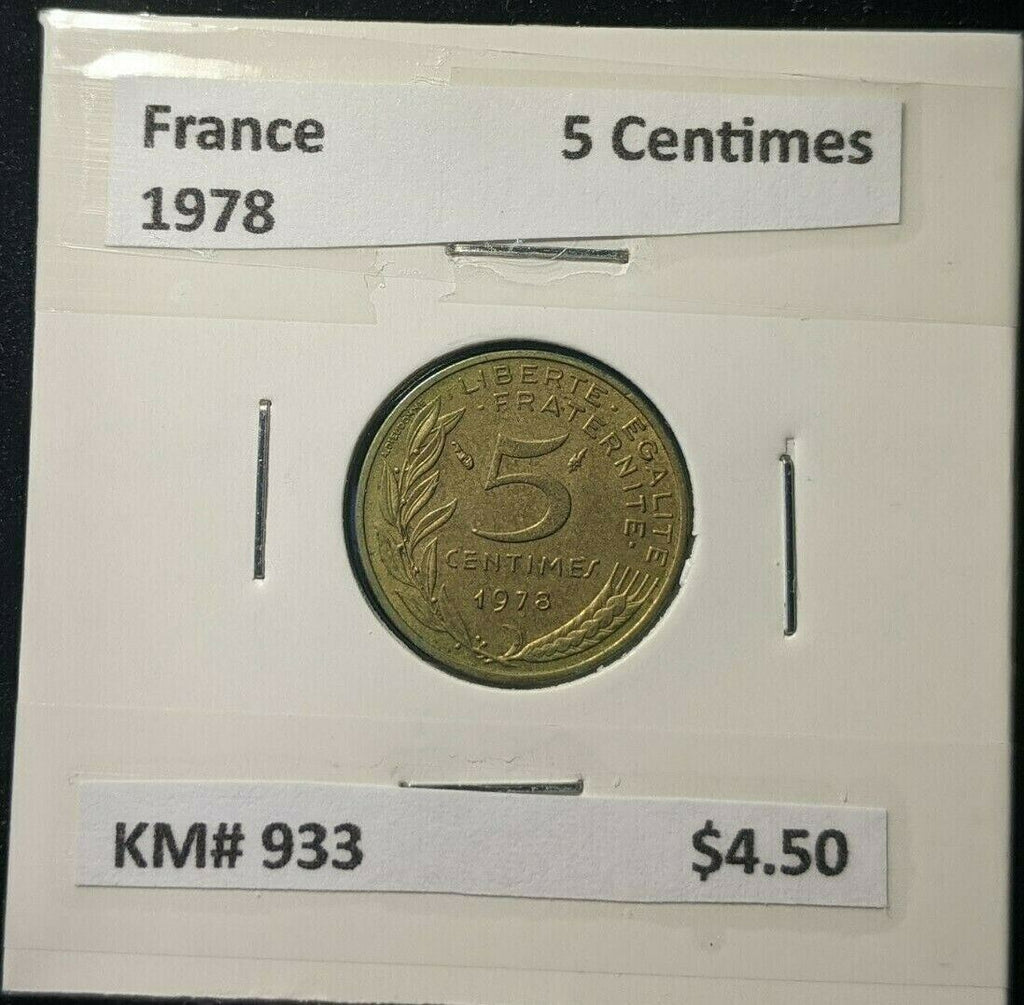 France 5 Centimes
1978
LIBERTE · EGALITE
· FRATERNITE ·
5
CENTIMES
1978
KM# 933 $4.50